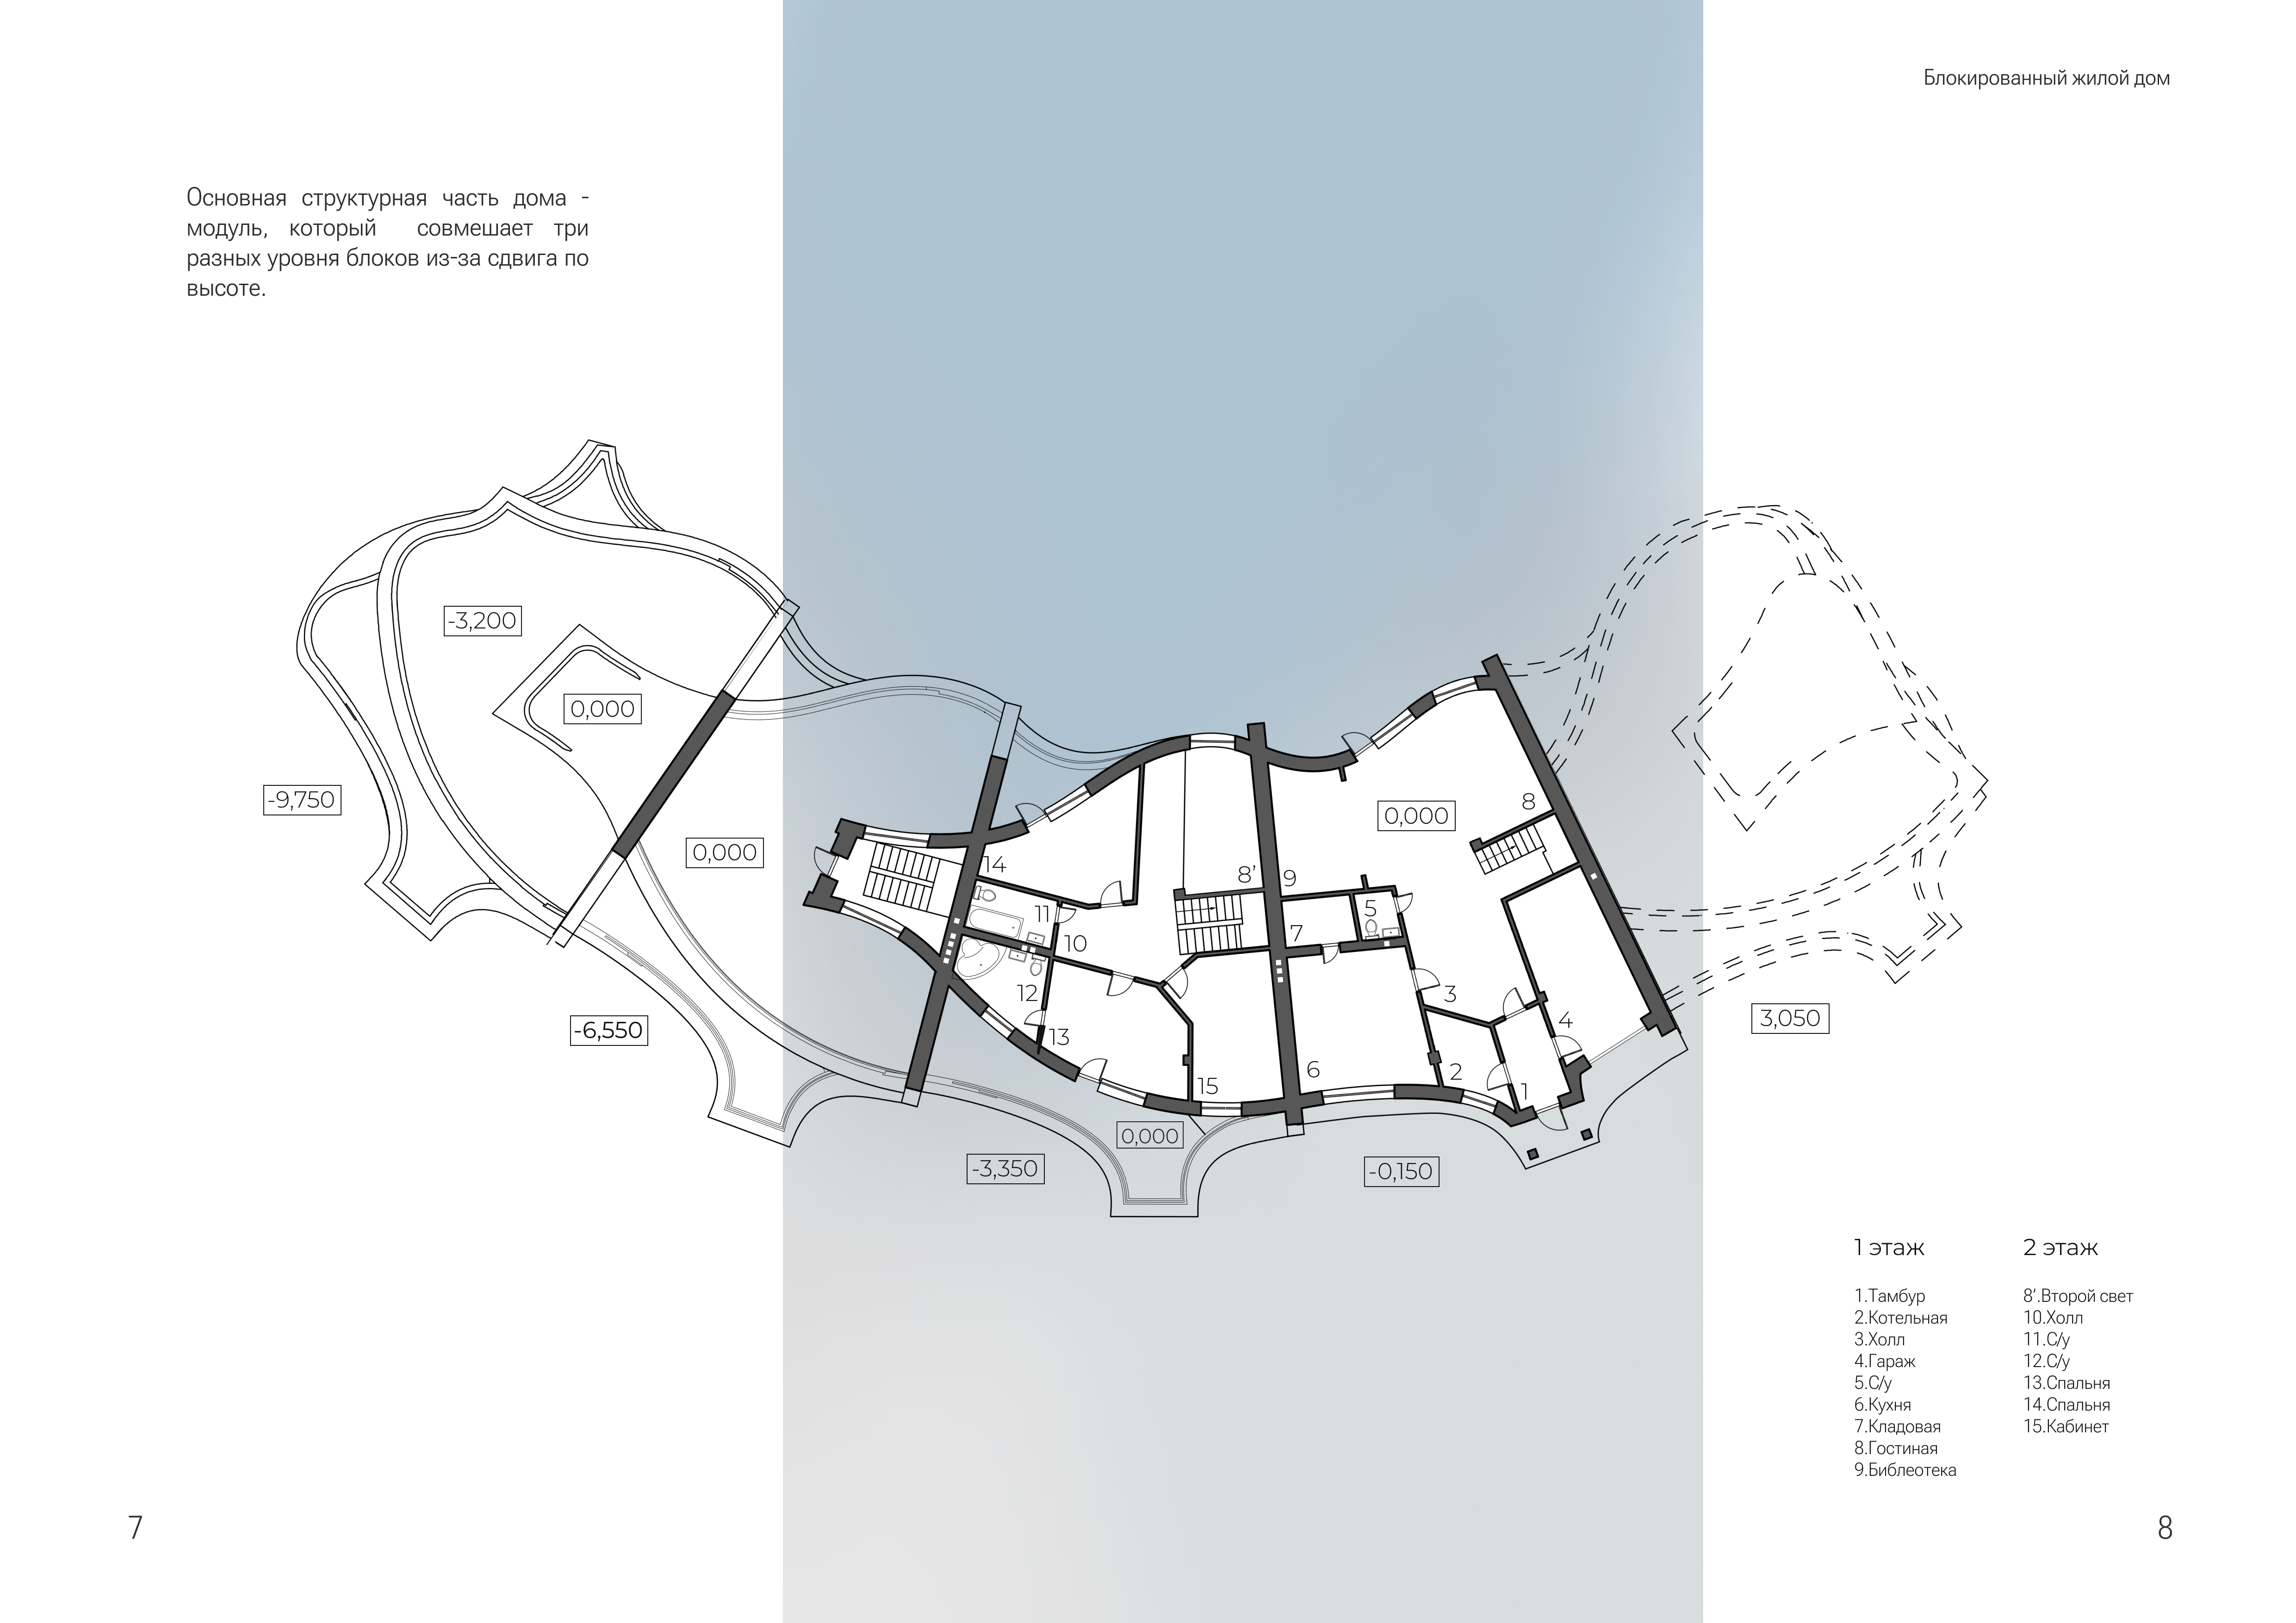 Блокированный жилой дом
Основная структурная часть дома -
модуль, который совмешает три
разных уровня блоков из-за сдвига по
высоте.
-3,200
0,000
-9,750
0,000
0,000
8
14
8’
9
11
5
10
7
12
3
13
4
3,050
-6,550
15
6
2
1
0,000
-3,350
-0,150
1 этаж
1.Тамбур
2.Котельная
3.Холл
4.Гараж
5.С/у
6.Кухня
7.Кладовая
8.Гостиная
9.Библеотека
2 этаж
8’.Второй свет
10.Холл
11.С/у
12.С/у
13.Спальня
14.Спальня
15.Кабинет
7
8